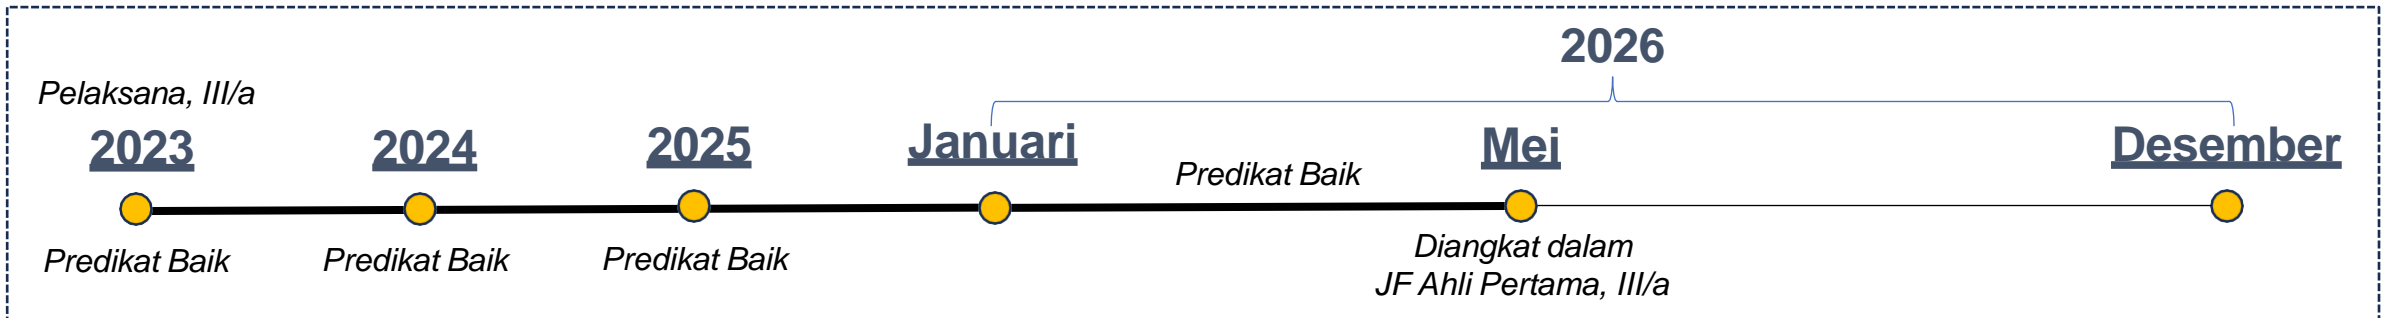 2026
Pelaksana, III/a
2023
2024
2025
Januari
Mei
Desember
Predikat Baik
Predikat Baik
Predikat Baik
Predikat Baik
Diangkat dalam
JF Ahli Pertama, III/a